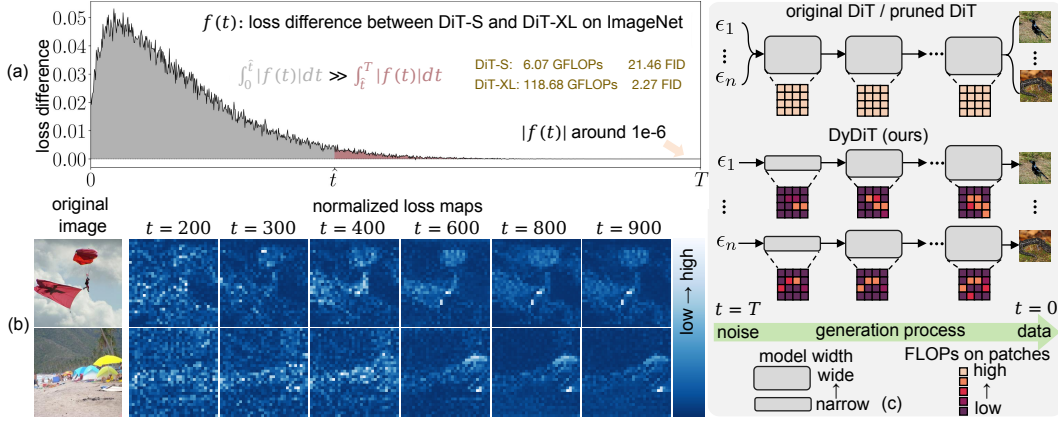 (a)
loss difference
0.05
0.04
0.03
0.02
0.01
0.00
f(t): loss difference between DiT-S and DiT-XL on ImageNet
∫₀^t̂ |f(t)|dt ≫ ∫_t̂^T |f(t)|dt
DiT-S: 6.07 GFLOPs 21.46 FID
DiT-XL: 118.68 GFLOPs 2.27 FID
|f(t)| around 1e-6
0 t̂ T
original image
normalized loss maps
t = 200 t = 300 t = 400 t = 600 t = 800 t = 900
(b)
low → high
original DiT / pruned DiT
ϵ₁
⋮
ϵₙ
...
DyDiT (ours)
ϵ₁
...
⋮
⋮
ϵₙ
...
t = T t = 0
noise generation process data
model width
wide
↑
narrow
(c)
FLOPs on patches
high
↑
low